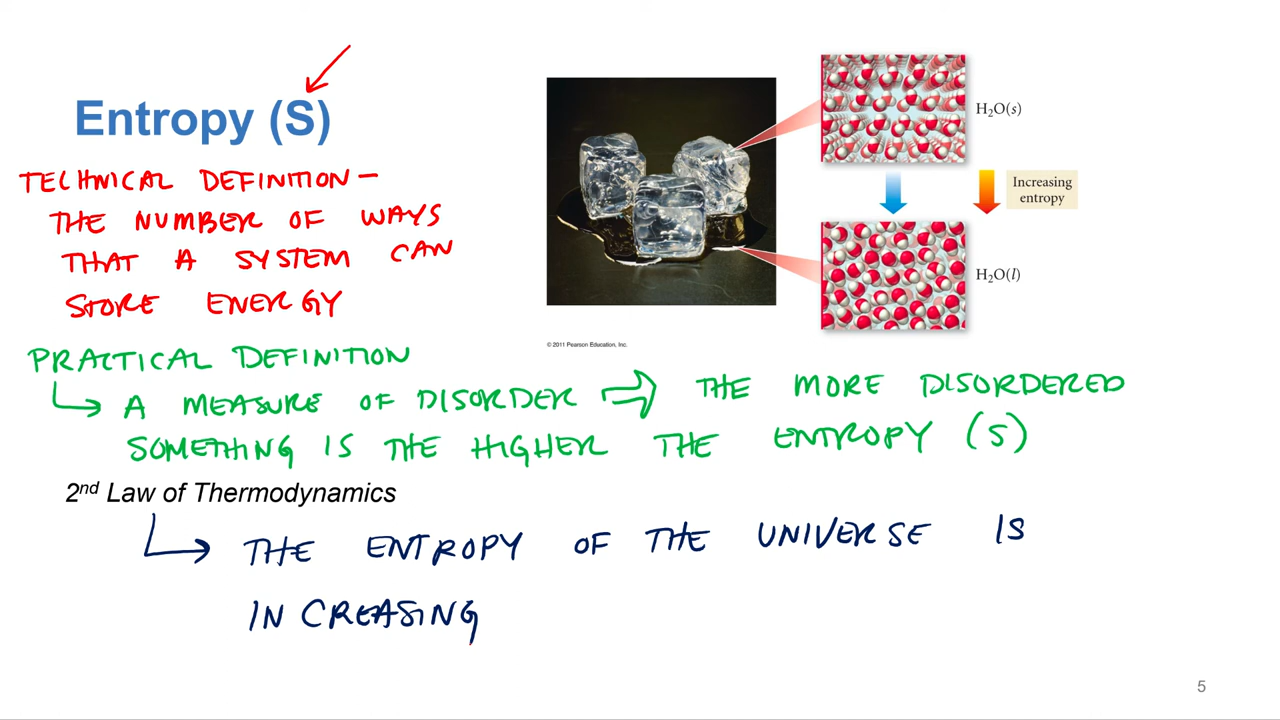 Entropy (S)
TECHNICAL DEFINITION –
THE NUMBER OF WAYS
THAT A SYSTEM CAN
STORE ENERGY
H₂O(s)
Increasing
entropy
H₂O(l)
© 2011 Pearson Education, Inc.
PRACTICAL DEFINITION
↳ A MEASURE OF DISORDER ⇒ THE MORE DISORDERED
SOMETHING IS THE HIGHER THE ENTROPY (S)
2nd Law of Thermodynamics
↳ THE ENTROPY OF THE UNIVERSE IS
INCREASING
5